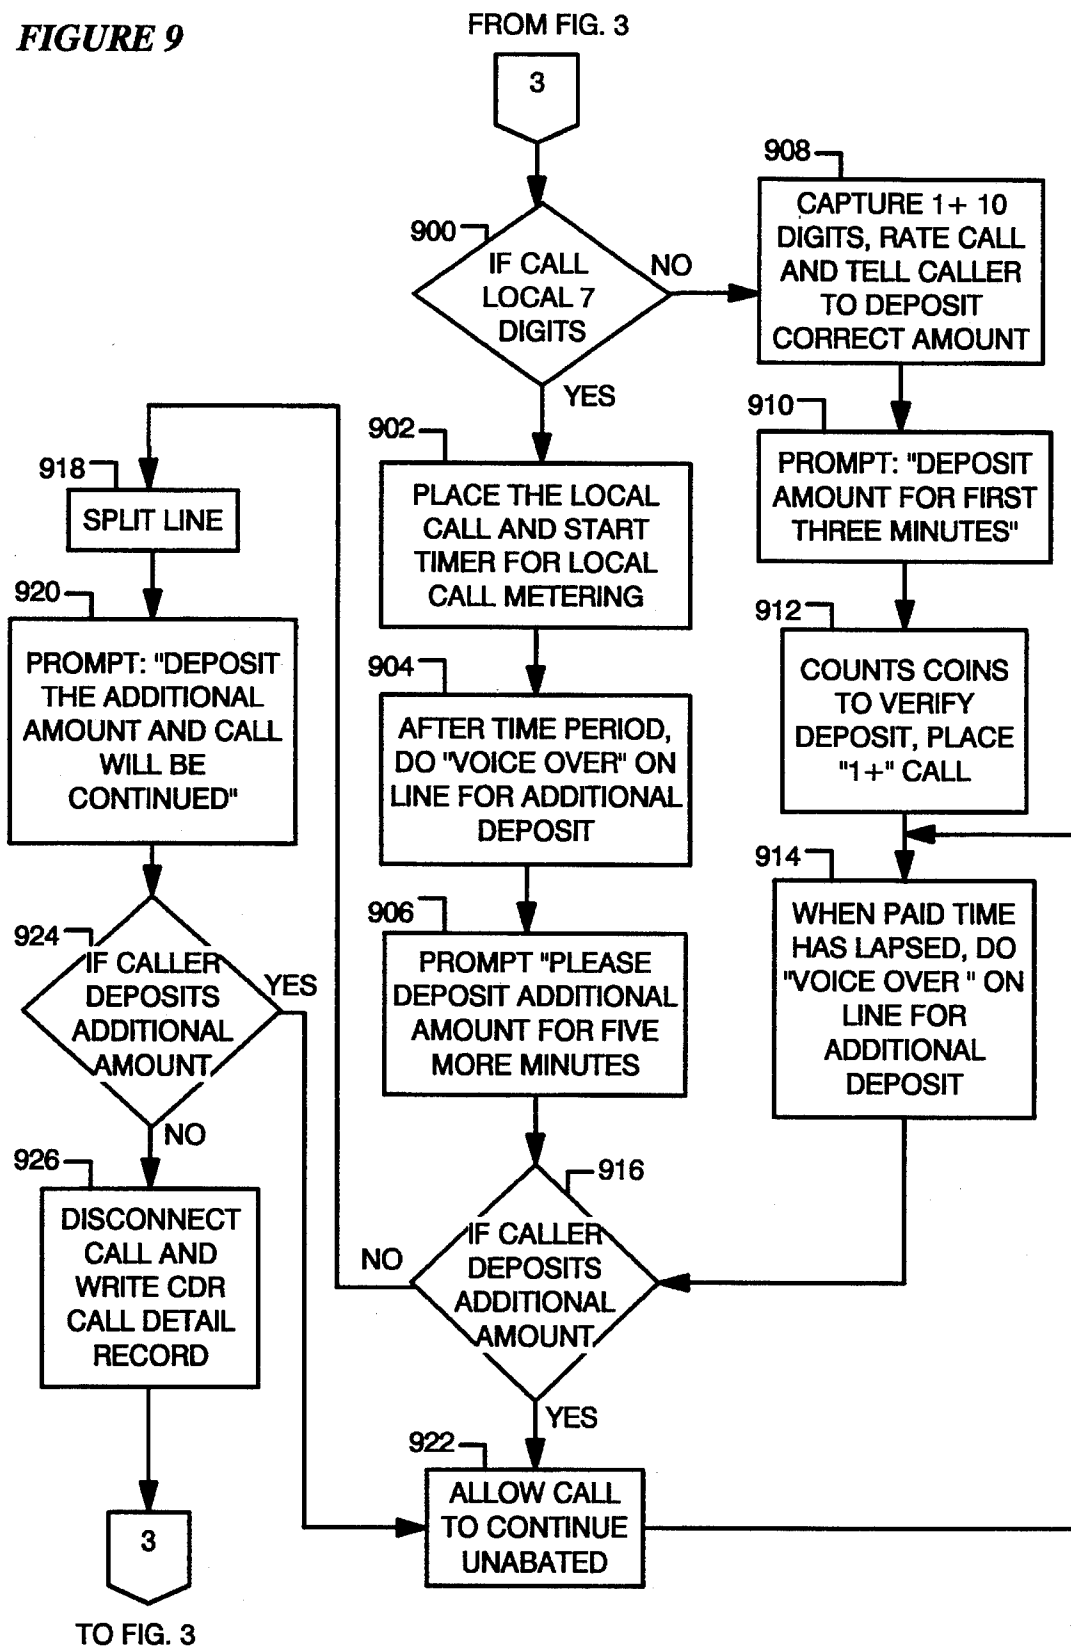 FIGURE 9
FROM FIG. 3
3
900
IF CALL
LOCAL 7
DIGITS
NO
YES
908
CAPTURE 1+ 10
DIGITS, RATE CALL
AND TELL CALLER
TO DEPOSIT
CORRECT AMOUNT
910
PROMPT: "DEPOSIT
AMOUNT FOR FIRST
THREE MINUTES"
912
COUNTS COINS
TO VERIFY
DEPOSIT, PLACE
"1+" CALL
914
WHEN PAID TIME
HAS LAPSED, DO
"VOICE OVER " ON
LINE FOR
ADDITIONAL
DEPOSIT
902
PLACE THE LOCAL
CALL AND START
TIMER FOR LOCAL
CALL METERING
904
AFTER TIME PERIOD,
DO "VOICE OVER" ON
LINE FOR ADDITIONAL
DEPOSIT
906
PROMPT "PLEASE
DEPOSIT ADDITIONAL
AMOUNT FOR FIVE
MORE MINUTES
916
IF CALLER
DEPOSITS
ADDITIONAL
AMOUNT
NO
YES
922
ALLOW CALL
TO CONTINUE
UNABATED
918
SPLIT LINE
920
PROMPT: "DEPOSIT
THE ADDITIONAL
AMOUNT AND CALL
WILL BE
CONTINUED"
924
IF CALLER
DEPOSITS
ADDITIONAL
AMOUNT
YES
NO
926
DISCONNECT
CALL AND
WRITE CDR
CALL DETAIL
RECORD
3
TO FIG. 3